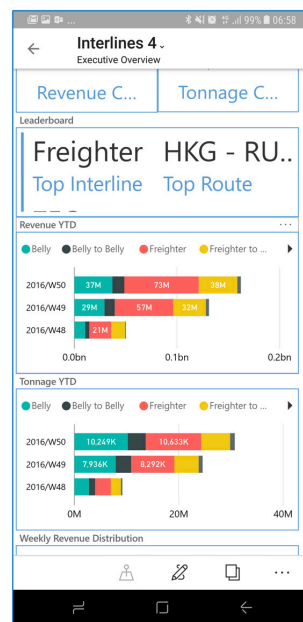 99% 06:58
Interlines 4
Executive Overview
Revenue C... Tonnage C...
Leaderboard
Freighter HKG - RU..
Top Interline Top Route
Revenue YTD ...
Belly Belly to Belly Freighter Freighter to ...
2016/W50 37M 73M 38M
2016/W49 29M 57M 32M
2016/W48 21M
0.0bn 0.1bn 0.2bn
Tonnage YTD
Belly Belly to Belly Freighter Freighter to ...
2016/W50 10,249K 10,633K
2016/W49 7,936K 8,292K
2016/W48
0M 20M 40M
Weekly Revenue Distribution